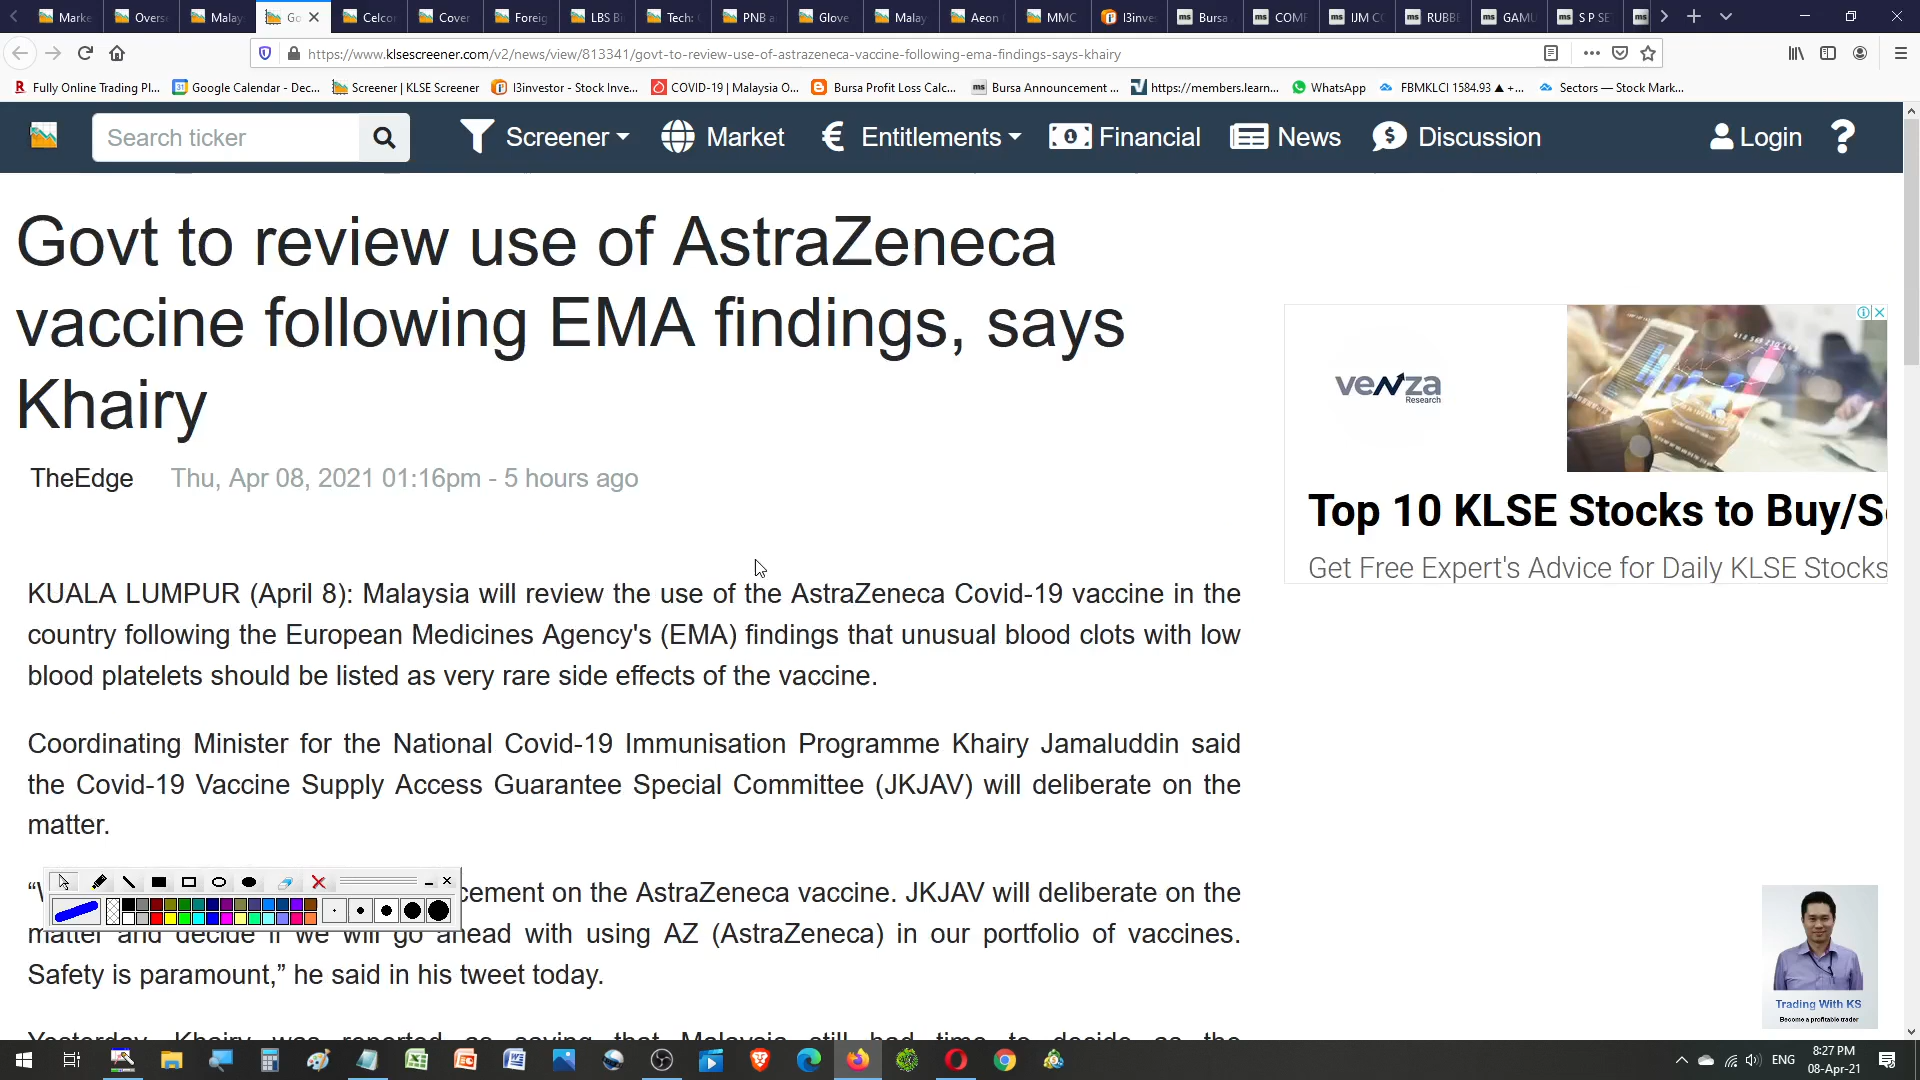 Marke
Overs
Malay
Go
Celco
Cover
Foreig
LBS Bi
Tech:
PNB a
Glove
Malay
Aeon
MMC
I3inve
Bursa
COMP
IJM C
RUBB
GAMU
S P SE
https://www.klsescreener.com/v2/news/view/813341/govt-to-review-use-of-astrazeneca-vaccine-following-ema-findings-says-khairy
Fully Online Trading Pl...
Google Calendar - Dec...
Screener | KLSE Screener
I3investor - Stock Inve...
COVID-19 | Malaysia O...
Bursa Profit Loss Calc...
Bursa Announcement ...
https://members.learn...
WhatsApp
FBMKLCI 1584.93 ▲ +...
Sectors — Stock Mark...
Search ticker
Screener
Market
Entitlements
Financial
News
Discussion
Login
Govt to review use of AstraZeneca
vaccine following EMA findings, says
Khairy
TheEdge Thu, Apr 08, 2021 01:16pm - 5 hours ago
venza
Research
Top 10 KLSE Stocks to Buy/S
Get Free Expert's Advice for Daily KLSE Stocks
KUALA LUMPUR (April 8): Malaysia will review the use of the AstraZeneca Covid-19 vaccine in the
country following the European Medicines Agency's (EMA) findings that unusual blood clots with low
blood platelets should be listed as very rare side effects of the vaccine.
Coordinating Minister for the National Covid-19 Immunisation Programme Khairy Jamaluddin said
the Covid-19 Vaccine Supply Access Guarantee Special Committee (JKJAV) will deliberate on the
matter.
cement on the AstraZeneca vaccine. JKJAV will deliberate on the
matter and decide if we will go ahead with using AZ (AstraZeneca) in our portfolio of vaccines.
Safety is paramount,” he said in his tweet today.
Yesterday, Khairy was reported as saying that Malaysia still had time to decide as the
Trading With KS
Become a profitable trader
ENG
8:27 PM
08-Apr-21